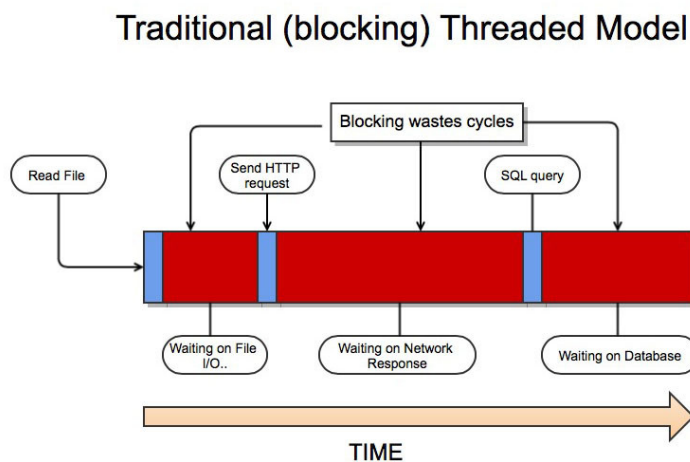 Traditional (blocking) Threaded Model
Blocking wastes cycles
Read File
Send HTTP
request
SQL query
Waiting on File
I/O..
Waiting on Network
Response
Waiting on Database
TIME